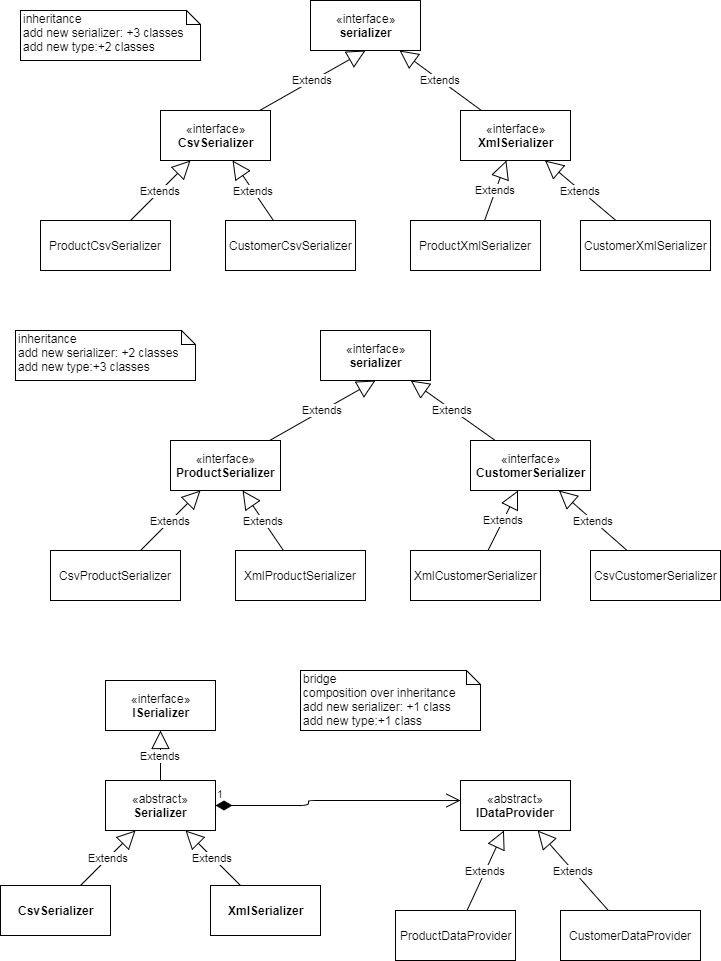 inheritance
add new serializer: +3 classes
add new type:+2 classes
«interface»
serializer
Extends
Extends
«interface»
CsvSerializer
«interface»
XmlSerializer
Extends
Extends
Extends
Extends
ProductCsvSerializer
CustomerCsvSerializer
ProductXmlSerializer
CustomerXmlSerializer
inheritance
add new serializer: +2 classes
add new type:+3 classes
«interface»
serializer
Extends
Extends
«interface»
ProductSerializer
«interface»
CustomerSerializer
Extends
Extends
Extends
Extends
CsvProductSerializer
XmlProductSerializer
XmlCustomerSerializer
CsvCustomerSerializer
bridge
composition over inheritance
add new serializer: +1 class
add new type:+1 class
«interface»
ISerializer
Extends
«abstract»
Serializer
1
«abstract»
IDataProvider
Extends
Extends
Extends
Extends
CsvSerializer
XmlSerializer
ProductDataProvider
CustomerDataProvider